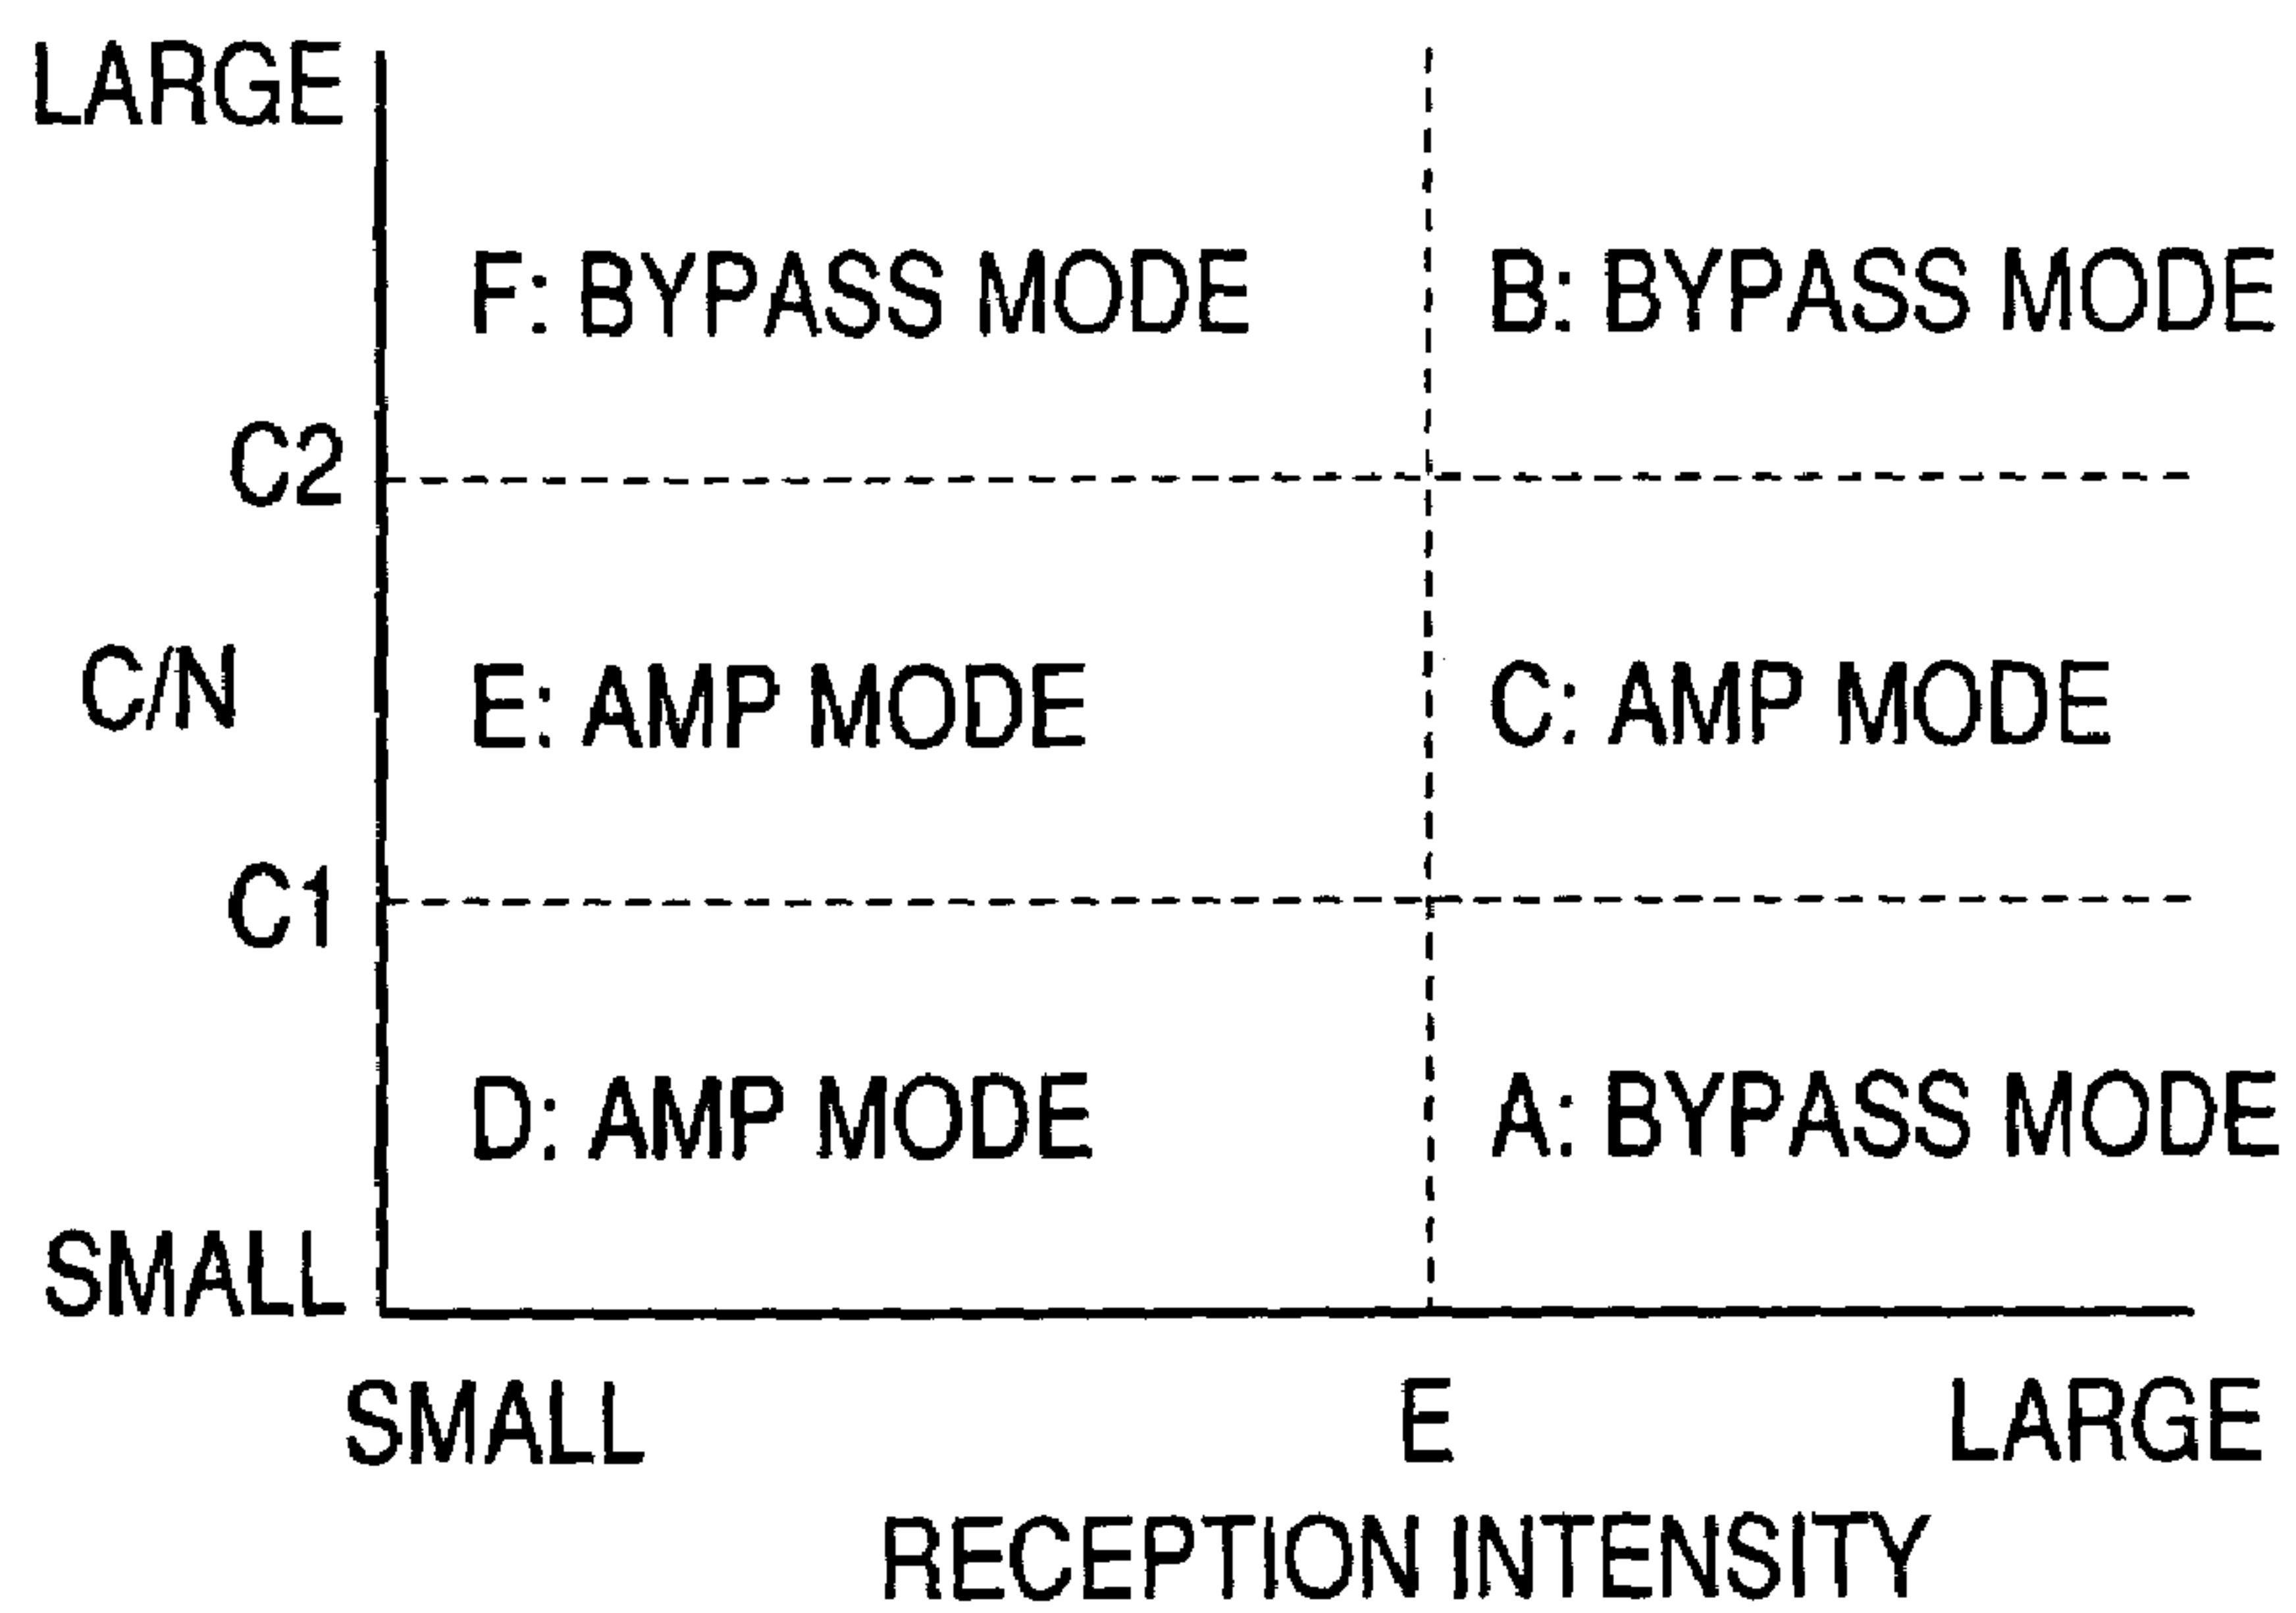 LARGE
F: BYPASS MODE B: BYPASS MODE
C2
C/N E: AMP MODE C: AMP MODE
C1
D: AMP MODE A: BYPASS MODE
SMALL
SMALL E LARGE
RECEPTION INTENSITY